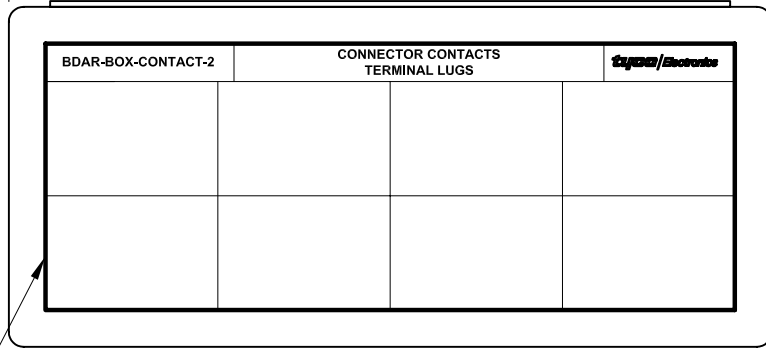 BDAR-BOX-CONTACT-2
CONNECTOR CONTACTS
TERMINAL LUGS
tyco/Electronics